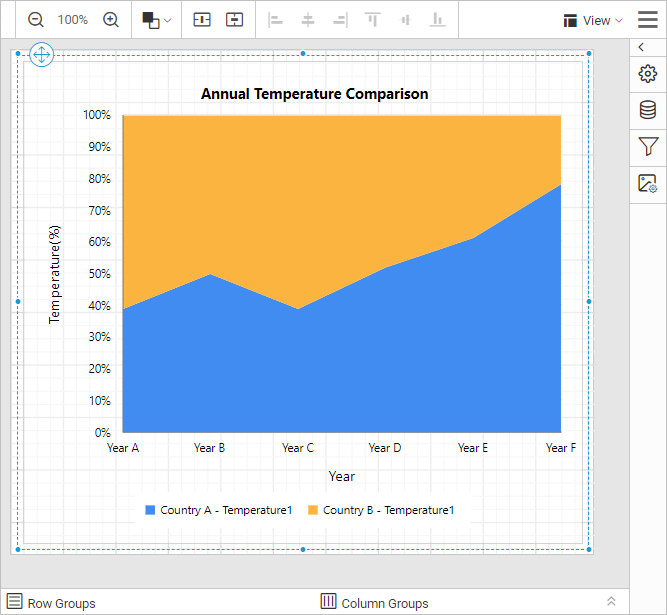 100%
View
Annual Temperature Comparison
100%
90%
80%
70%
60%
50%
40%
30%
20%
10%
0%
Temperature(%)
Year A Year B Year C Year D Year E Year F
Year
Country A - Temperature1 Country B - Temperature1
Row Groups Column Groups